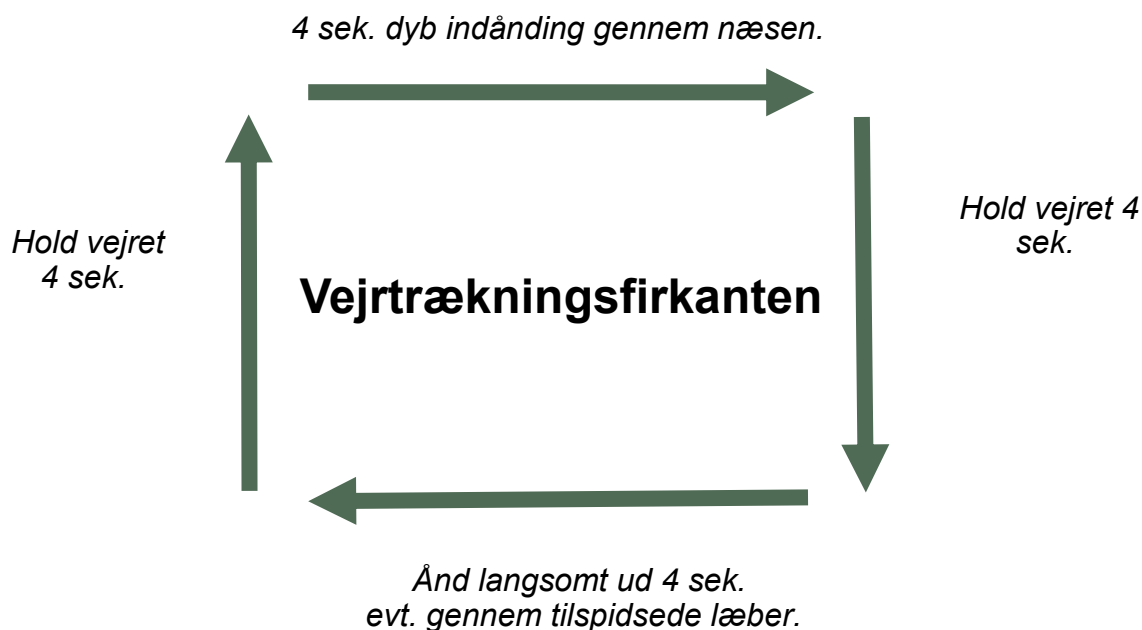 4 sek. dyb indånding gennem næsen.
Hold vejret 4
sek.
Hold vejret
4 sek.
Vejrtrækningsfirkanten
Ånd langsomt ud 4 sek.
evt. gennem tilspidsede læber.